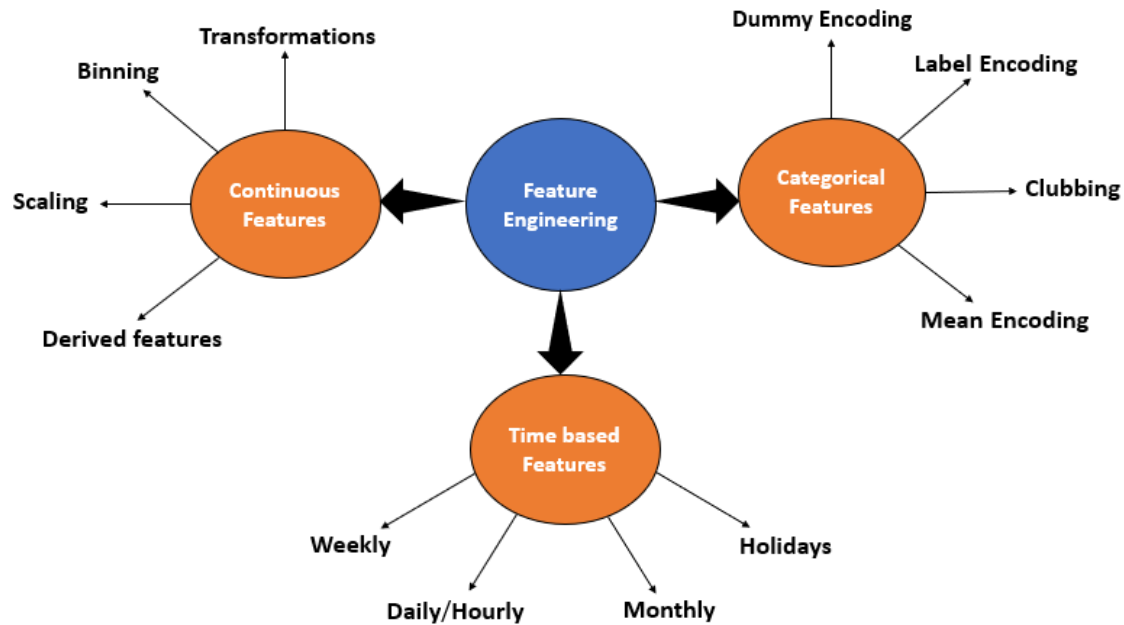 Dummy Encoding
Transformations
Label Encoding
Binning
Continuous
Features
Feature
Engineering
Categorical
Features
Scaling
Clubbing
Derived features
Mean Encoding
Time based
Features
Weekly
Holidays
Daily/Hourly
Monthly